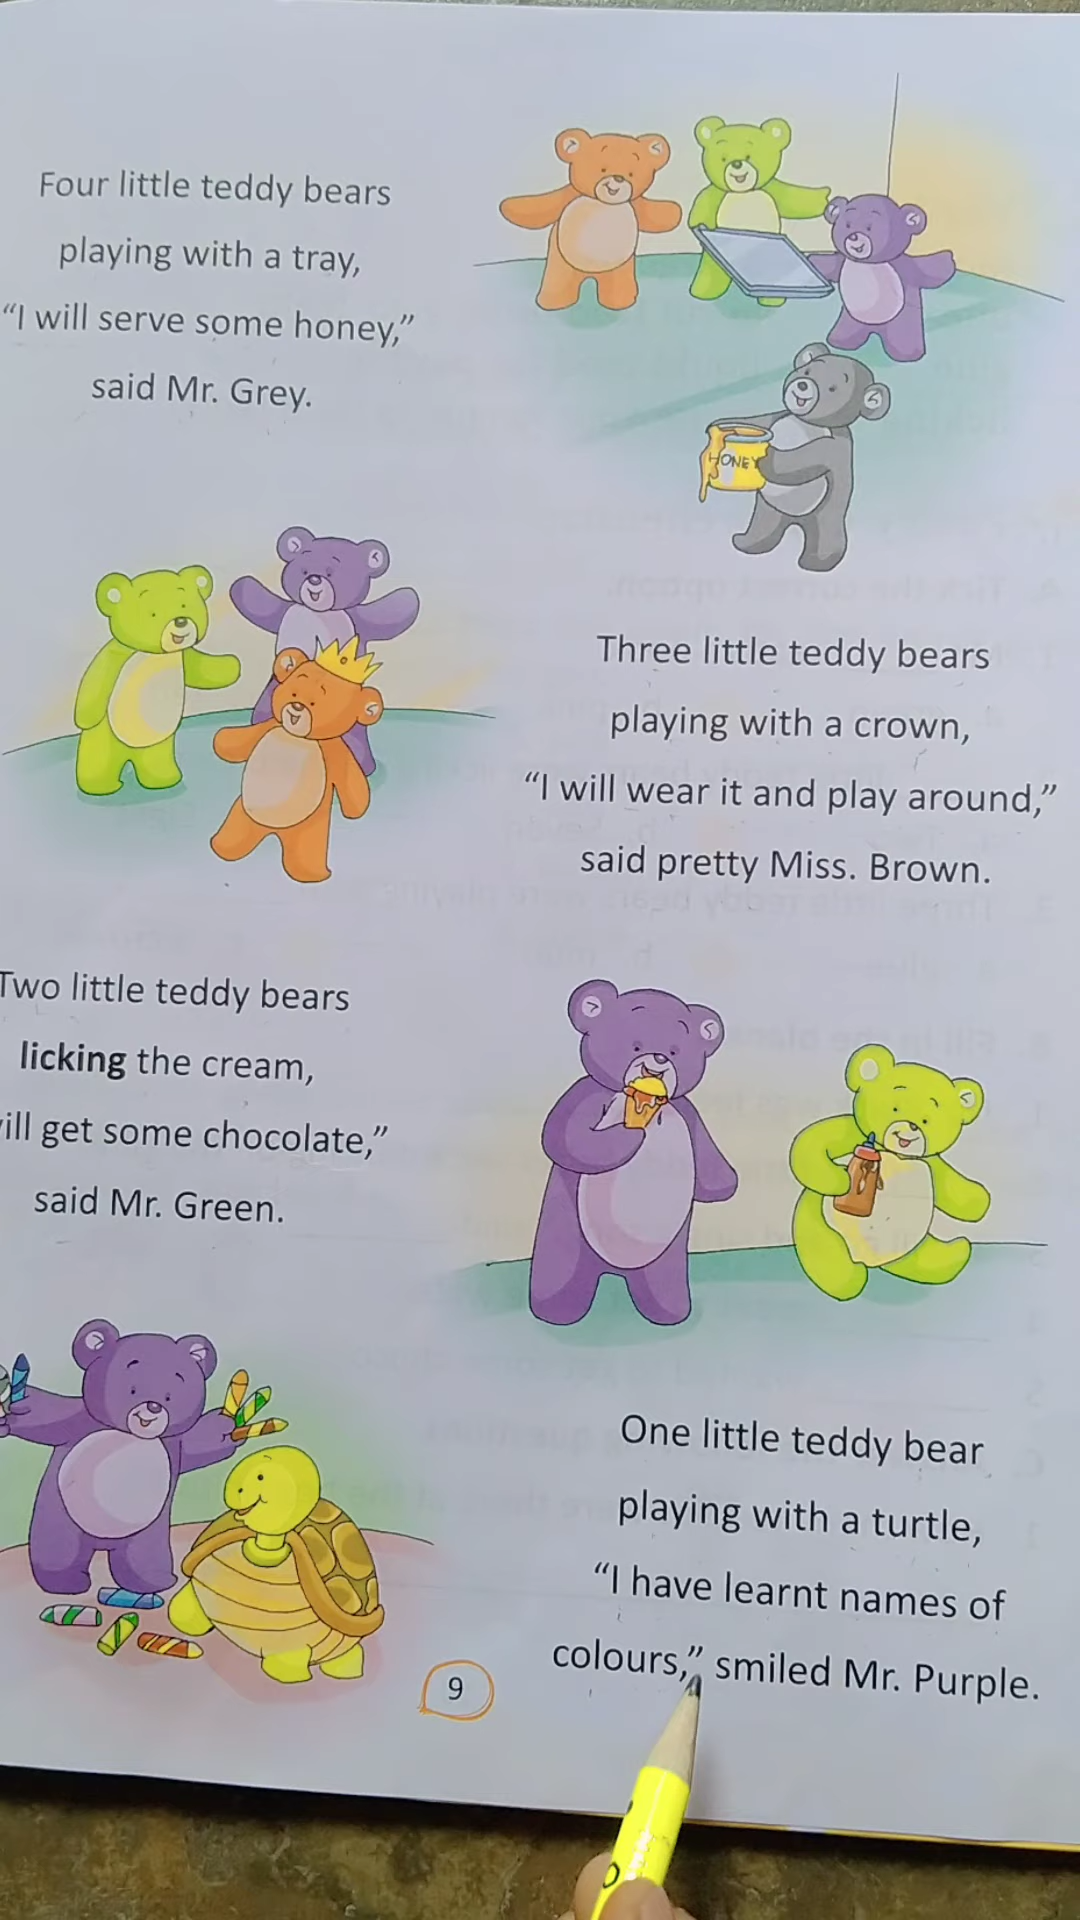 Four little teddy bears
playing with a tray,
“I will serve some honey,”
said Mr. Grey.
HONEY
Three little teddy bears
playing with a crown,
“I will wear it and play around,”
said pretty Miss. Brown.
Two little teddy bears
licking the cream,
ill get some chocolate,”
said Mr. Green.
One little teddy bear
playing with a turtle,
“I have learnt names of
colours,” smiled Mr. Purple.
9